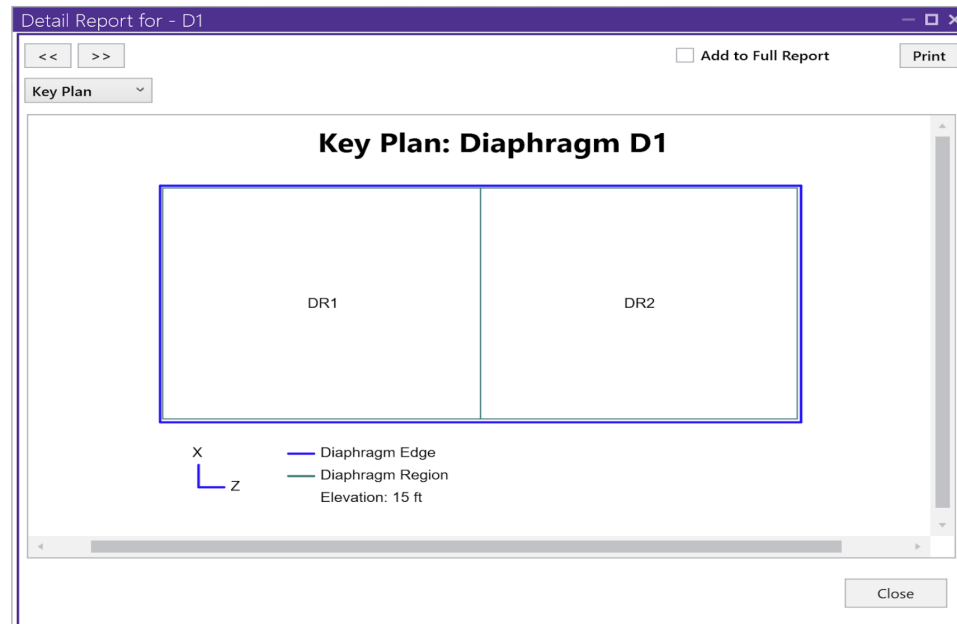 Detail Report for - D1
<< >> Add to Full Report Print
Key Plan
Key Plan: Diaphragm D1
DR1 DR2
X
Z
Diaphragm Edge
Diaphragm Region
Elevation: 15 ft
Close